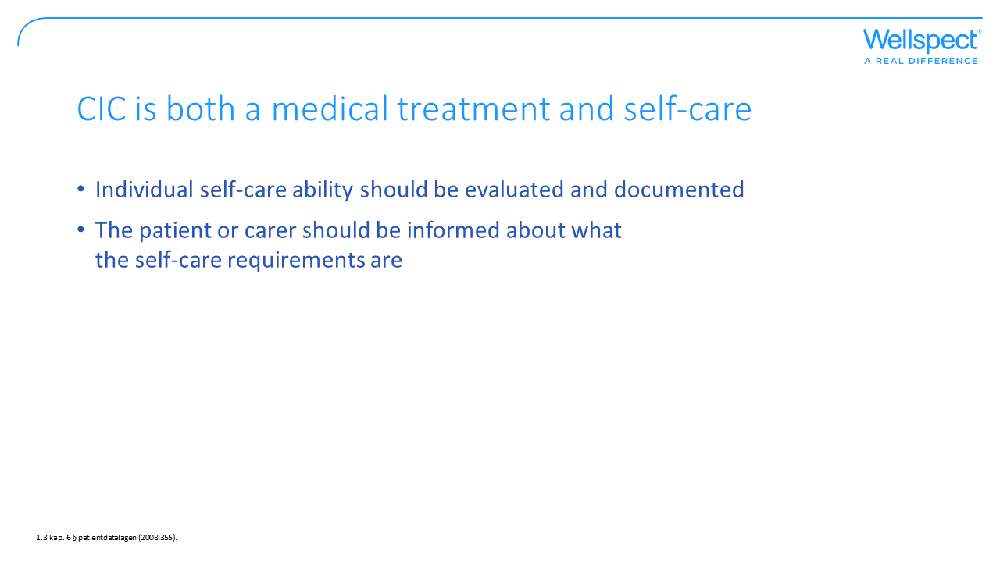 Wellspect®
A REAL DIFFERENCE
CIC is both a medical treatment and self-care
• Individual self-care ability should be evaluated and documented
• The patient or carer should be informed about what
the self-care requirements are
1.3 kap. 6 § patientdatalagen (2008:355).